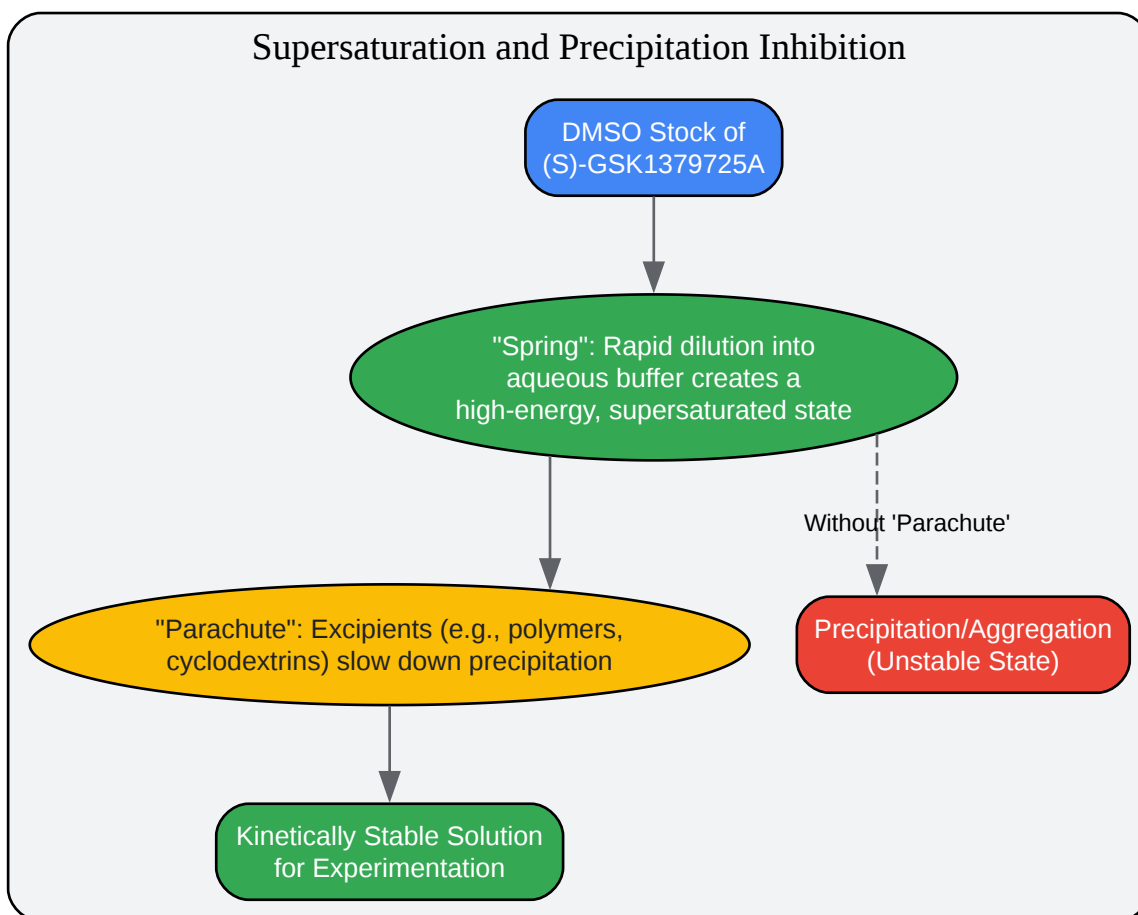 Supersaturation and Precipitation Inhibition
DMSO Stock of
(S)-GSK1379725A
"Spring": Rapid dilution into
aqueous buffer creates a
high-energy, supersaturated state
Without 'Parachute'
"Parachute": Excipients (e.g., polymers,
cyclodextrins) slow down precipitation
Precipitation/Aggregation
(Unstable State)
Kinetically Stable Solution
for Experimentation